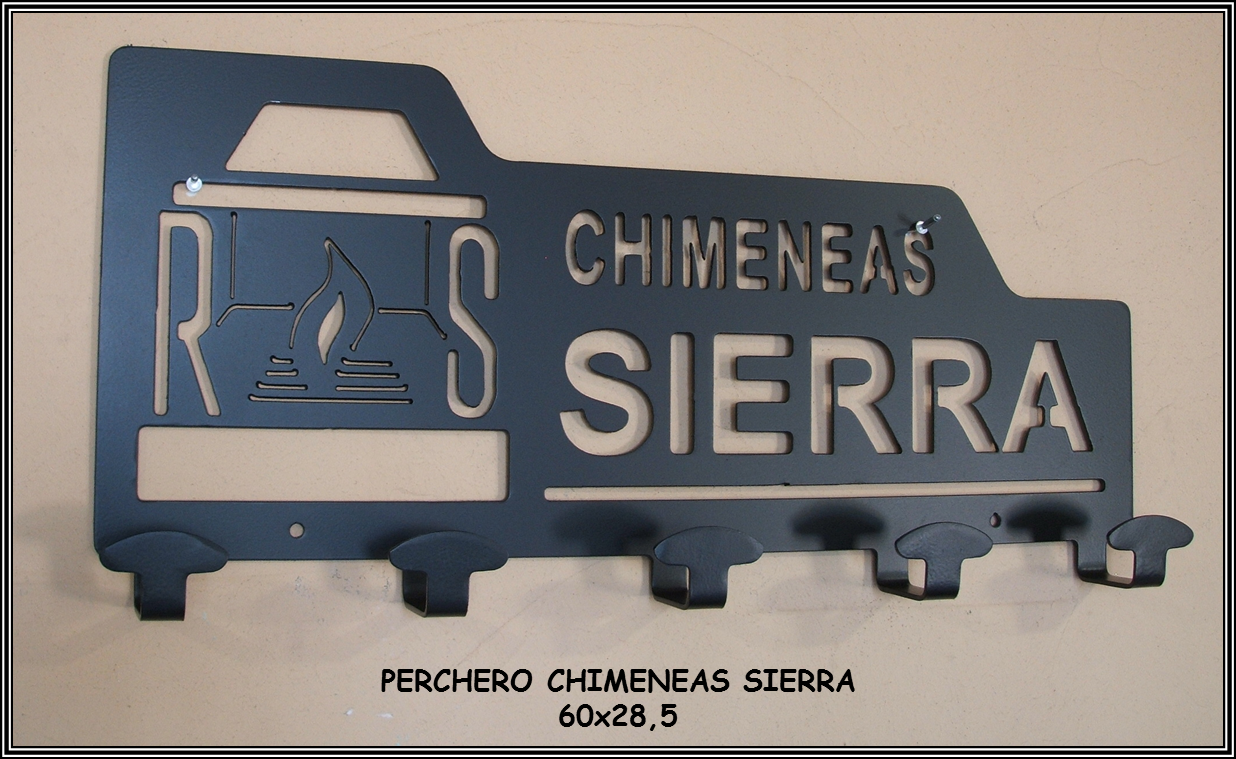 R S
CHIMENEAS
SIERRA
PERCHERO CHIMENEAS SIERRA
60x28,5